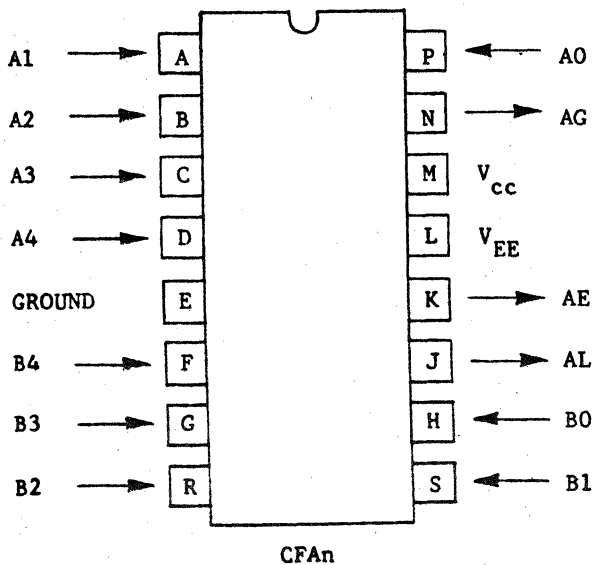 A1 A P A0
A2 B N AG
A3 C M Vcc
A4 D L VEE
GROUND E K AE
B4 F J AL
B3 G H B0
B2 R S B1
CFAn